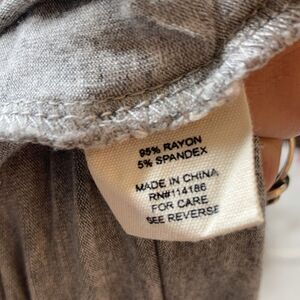 95% RAYON
5% SPANDEX
MADE IN CHINA
RN#114186
FOR CARE
SEE REVERSE